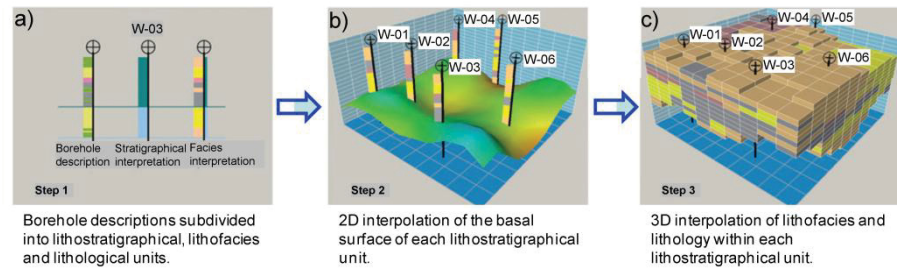 a)
W-03
Borehole
description
Stratigraphical
interpretation
Facies
interpretation
Step 1
Borehole descriptions subdivided
into lithostratigraphical, lithofacies
and lithological units.
b)
W-04
W-05
W-01
W-02
W-03
W-06
Step 2
2D interpolation of the basal
surface of each lithostratigraphical
unit.
c)
W-04
W-05
W-01
W-02
W-03
W-06
Step 3
3D interpolation of lithofacies and
lithology within each
lithostratigraphical unit.